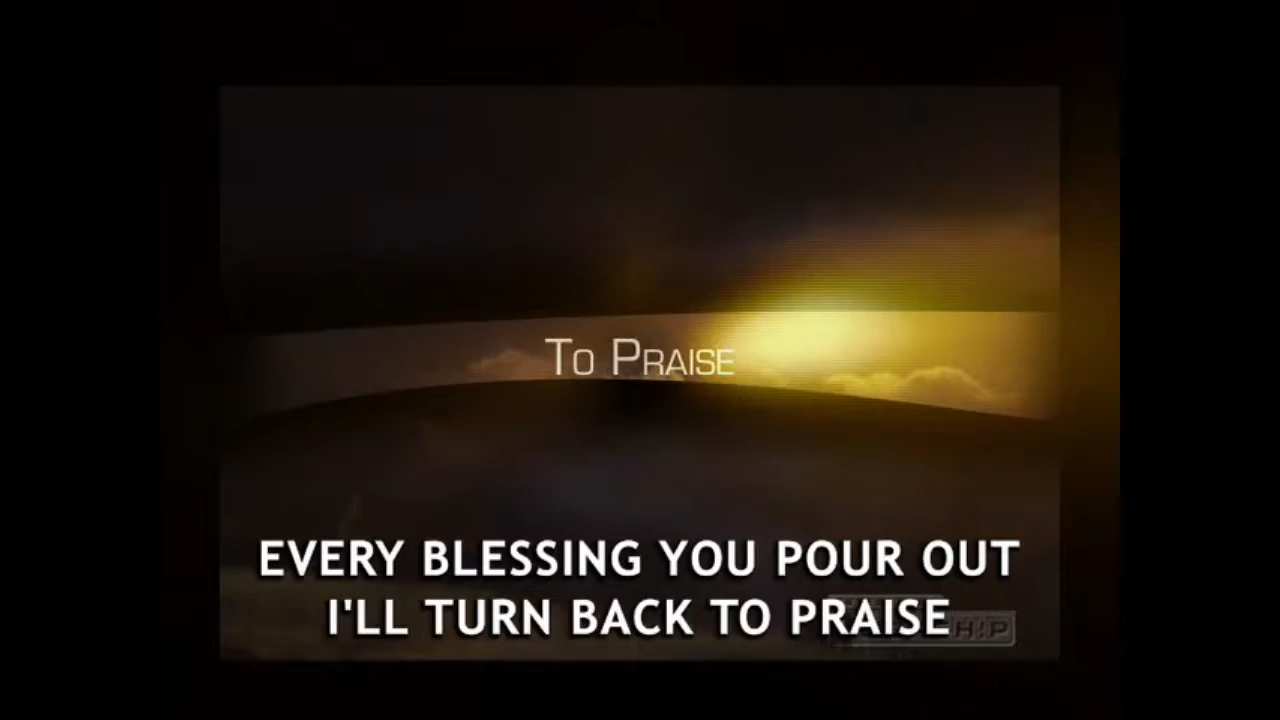 To Praise
EVERY BLESSING YOU POUR OUT
I'LL TURN BACK TO PRAISE